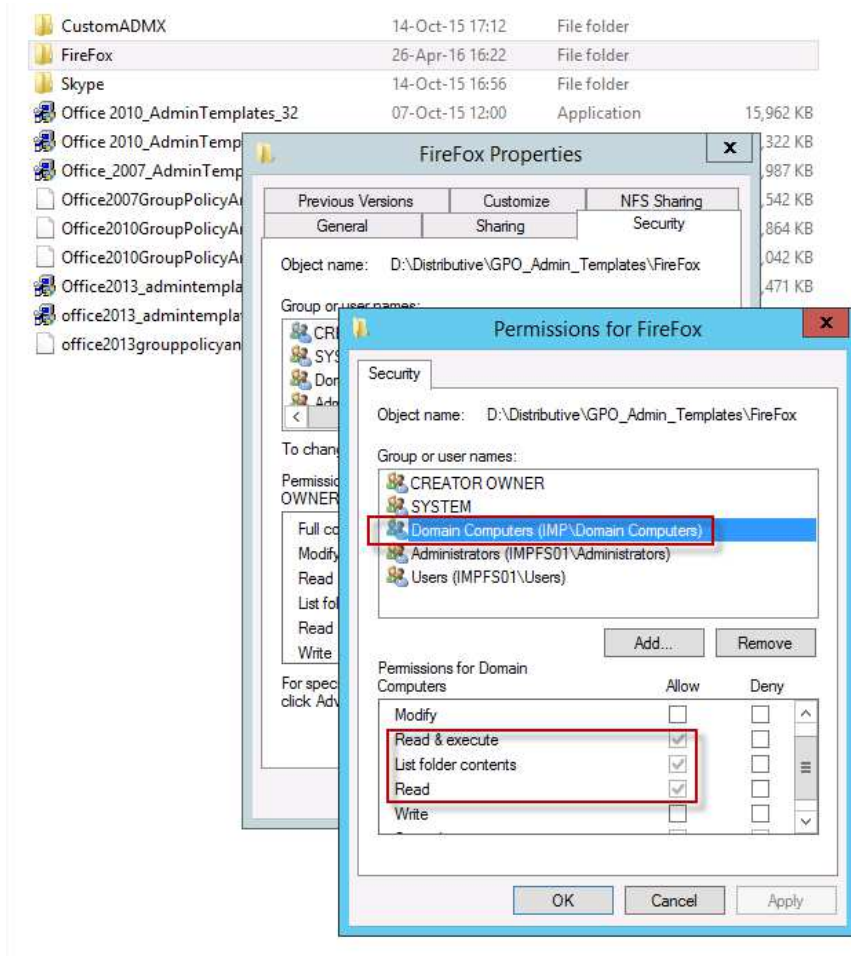 CustomADMX 14-Oct-15 17:12 File folder
FireFox 26-Apr-16 16:22 File folder
Skype 14-Oct-15 16:56 File folder
Office 2010_AdminTemplates_32 07-Oct-15 12:00 Application 15,962 KB
Office 2010_AdminTemp ,322 KB
Office_2007_AdminTemp ,987 KB
Office2007GroupPolicyAn ,542 KB
Office2010GroupPolicyAn ,864 KB
Office2010GroupPolicyAn ,042 KB
Office2013_admintempla ,471 KB
office2013_admintempla
office2013grouppolicyan
FireFox Properties
x
Previous Versions Customize NFS Sharing
General Sharing Security
Object name: D:\Distributive\GPO_Admin_Templates\FireFox
Group or user names:
CRE
SYS
Dom
Adm
To chang
Permissio
OWNER
Full co
Modify
Read
List fol
Read
Write
For spec
click Adv
Permissions for FireFox
x
Security
Object name: D:\Distributive\GPO_Admin_Templates\FireFox
Group or user names:
CREATOR OWNER
SYSTEM
Domain Computers (IMP\Domain Computers)
Administrators (IMPFS01\Administrators)
Users (IMPFS01\Users)
Add... Remove
Permissions for Domain
Computers Allow Deny
Modify
Read & execute
List folder contents
Read
Write
OK Cancel Apply